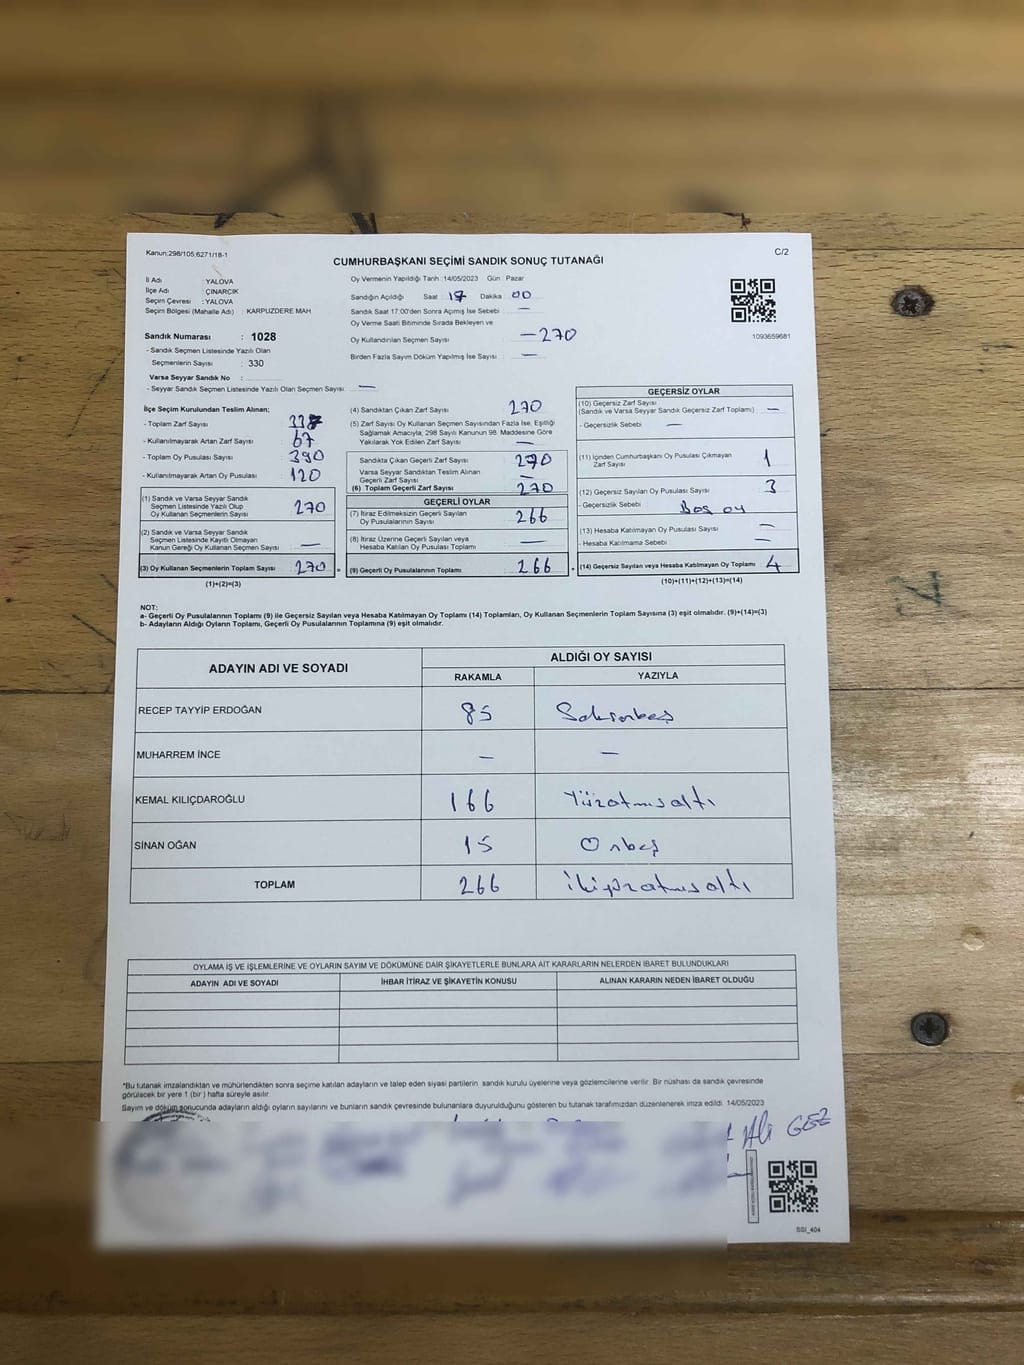 Kanun;298/105;6271/18-1
C/2
CUMHURBAŞKANI SEÇİMİ SANDIK SONUÇ TUTANAĞI
İl Adı : YALOVA
İlçe Adı : ÇINARCIK
Seçim Çevresi : YALOVA
Seçim Bölgesi (Mahalle Adı) : KARPUZDERE MAH
Sandık Numarası : 1028
- Sandık Seçmen Listesinde Yazılı Olan
Seçmenlerin Sayısı : 330
Varsa Seyyar Sandık No :
- Seyyar Sandık Seçmen Listesinde Yazılı Olan Seçmen Sayısı: —
Oy Vermenin Yapıldığı Tarih :14/05/2023 Gün : Pazar
Sandığın Açıldığı Saat 17 Dakika 00
Sandık Saat 17:00'den Sonra Açımış İse Sebebi —
Oy Verme Saati Bitiminde Sırada Bekleyen ve
Oy Kullandırılan Seçmen Sayısı —270
Birden Fazla Sayım Döküm Yapılmış İse Sayısı —
1093659681
İlçe Seçim Kurulundan Teslim Alınan;
- Toplam Zarf Sayısı
- Kullanılmayarak Artan Zarf Sayısı 67
- Toplam Oy Pusulası Sayısı 390
- Kullanılmayarak Artan Oy Pusulası 120
(1) Sandık ve Varsa Seyyar Sandık
Seçmen Listesinde Yazılı Olup
Oy Kullanan Seçmenlerin Sayısı 270
(2) Sandık ve Varsa Seyyar Sandık
Seçmen Listesinde Kayıtlı Olmayan
Kanun Gereği Oy Kullanan Seçmen Sayısı —
(3) Oy Kullanan Seçmenlerin Toplam Sayısı 270 =
(1)+(2)=(3)
(4) Sandıktan Çıkan Zarf Sayısı 270
(5) Zarf Sayısı Oy Kullanan Seçmen Sayısından Fazla İse, Eşitliği
Sağlamak Amacıyla, 298 Sayılı Kanunun 98. Maddesine Göre
Yakılarak Yok Edilen Zarf Sayısı —
Sandıkta Çıkan Geçerli Zarf Sayısı 270
Varsa Seyyar Sandıktan Teslim Alınan
Geçerli Zarf Sayısı —
(6) Toplam Geçerli Zarf Sayısı 270
GEÇERLİ OYLAR
(7) İtiraz Edilmeksizin Geçerli Sayılan
Oy Pusulalarının Sayısı 266
(8) İtiraz Üzerine Geçerli Sayılan veya
Hesaba Katılan Oy Pusulası Toplamı —
(9) Geçerli Oy Pusulalarının Toplamı 266 +
GEÇERSİZ OYLAR
(10) Geçersiz Zarf Sayısı
(Sandık ve Varsa Seyyar Sandık Geçersiz Zarf Toplamı) —
- Geçersizlik Sebebi —
(11) İçinden Cumhurbaşkanı Oy Pusulası Çıkmayan
Zarf Sayısı 1
(12) Geçersiz Sayılan Oy Pusulası Sayısı 3
- Geçersizlik Sebebi Boş oy
(13) Hesaba Katılmayan Oy Pusulası Sayısı —
- Hesaba Katılmama Sebebi —
(14) Geçersiz Sayılan veya Hesaba Katılmayan Oy Toplamı 4
(10)+(11)+(12)+(13)=(14)
NOT:
a- Geçerli Oy Pusulalarının Toplamı (9) ile Geçersiz Sayılan veya Hesaba Katılmayan Oy Toplamı (14) Toplamları, Oy Kullanan Seçmenlerin Toplam Sayısına (3) eşit olmalıdır. (9)+(14)=(3)
b- Adayların Aldığı Oyların Toplamı, Geçerli Oy Pusulalarının Toplamına (9) eşit olmalıdır.
ADAYIN ADI VE SOYADI
ALDIĞI OY SAYISI
RAKAMLA YAZIYLA
RECEP TAYYİP ERDOĞAN 85 Seksenbeş
MUHARREM İNCE — —
KEMAL KILIÇDAROĞLU 166 Yüzatmışaltı
SİNAN OĞAN 15 Onbeş
TOPLAM 266 ikiyüzatmışaltı
OYLAMA İŞ VE İŞLEMLERİNE VE OYLARIN SAYIM VE DÖKÜMÜNE DAİR ŞİKAYETLERLE BUNLARA AİT KARARLARIN NELERDEN İBARET BULUNDUKLARI
ADAYIN ADI VE SOYADI İHBAR İTİRAZ VE ŞİKAYETİN KONUSU ALINAN KARARIN NEDEN İBARET OLDUĞU
*Bu tutanak imzalandıktan ve mühürlendikten sonra seçime katılan adayların ve talep eden siyasi partilerin sandık kurulu üyelerine veya gözlemcilerine verilir. Bir nüshası da sandık çevresinde
görülecek bir yere 1 (bir ) hafta süreyle asılır.
Sayım ve döküm sonucunda adayların aldığı oyların sayılarını ve bunların sandık çevresinde bulunanlara duyurulduğunu gösteren bu tutanak tarafımızdan düzenlenerek imza edildi. 14/05/2023
Ali GEZ
SSI_404